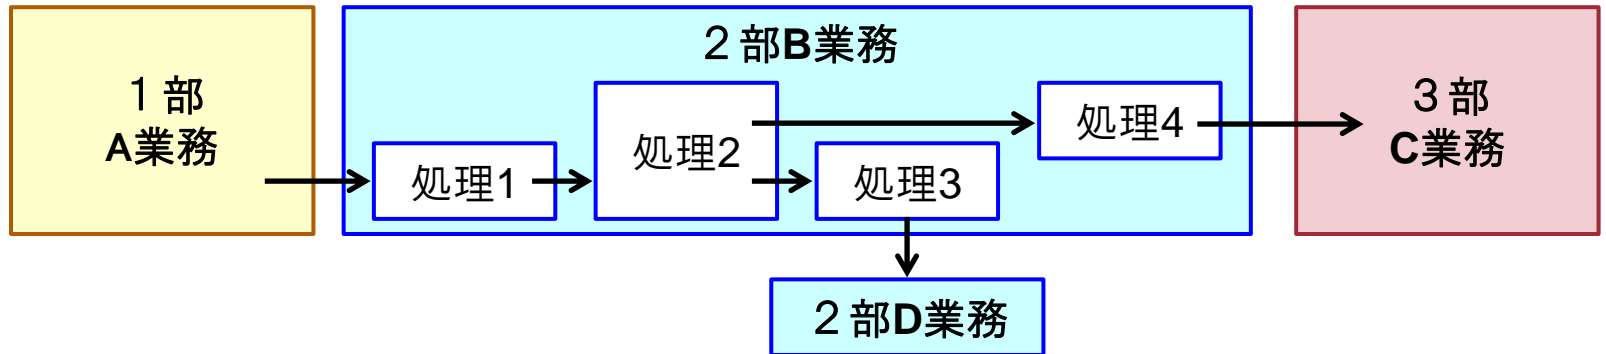 １部
A業務
２部B業務
処理1
処理2
処理3
処理4
３部
C業務
２部D業務